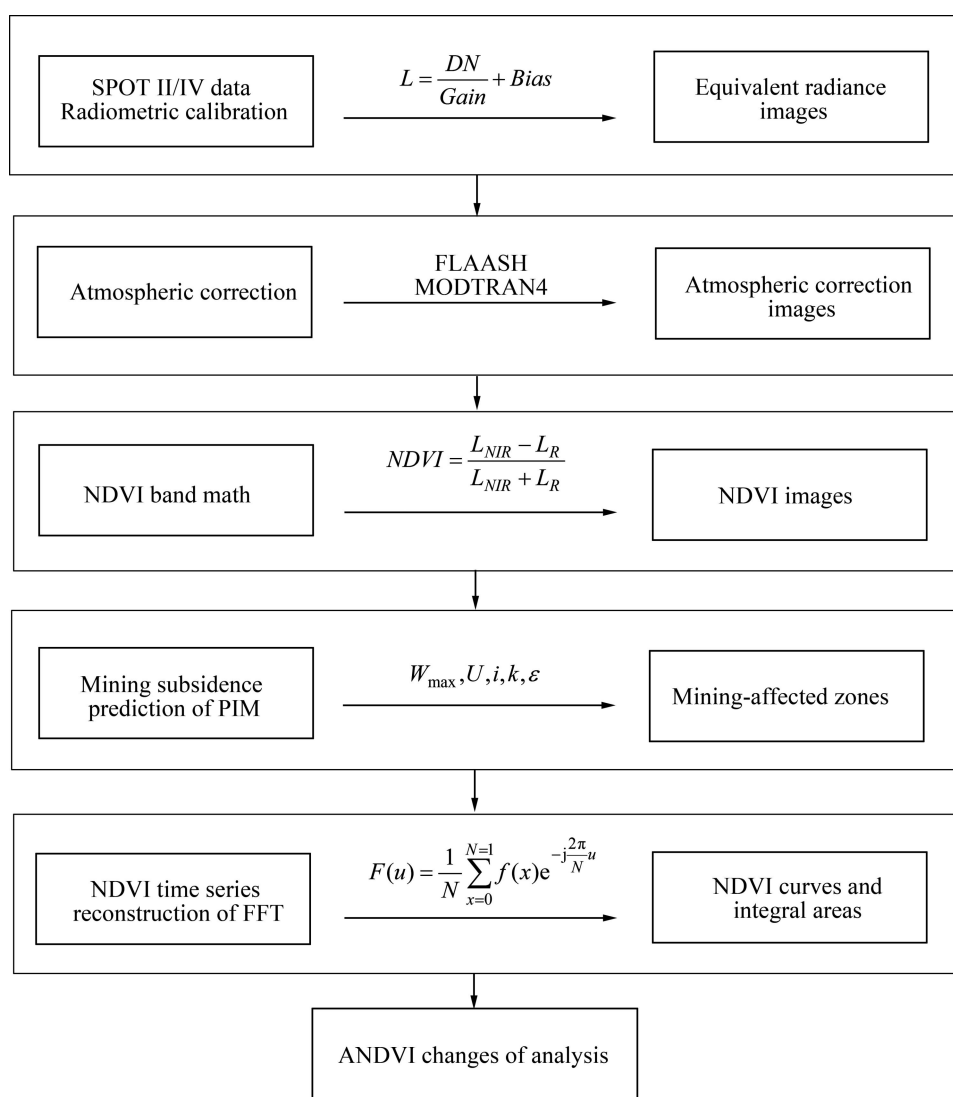 SPOT II/IV data
Radiometric calibration
L = DN/Gain + Bias
Equivalent radiance
images
Atmospheric correction
FLAASH
MODTRAN4
Atmospheric correction
images
NDVI band math
NDVI = (L_NIR − L_R)/(L_NIR + L_R)
NDVI images
Mining subsidence
prediction of PIM
W_max, U, i, k, ε
Mining-affected zones
NDVI time series
reconstruction of FFT
F(u) = 1/N ∑_{x=0}^{N=1} f(x)e^{−j(2π/N)u}
NDVI curves and
integral areas
ANDVI changes of analysis